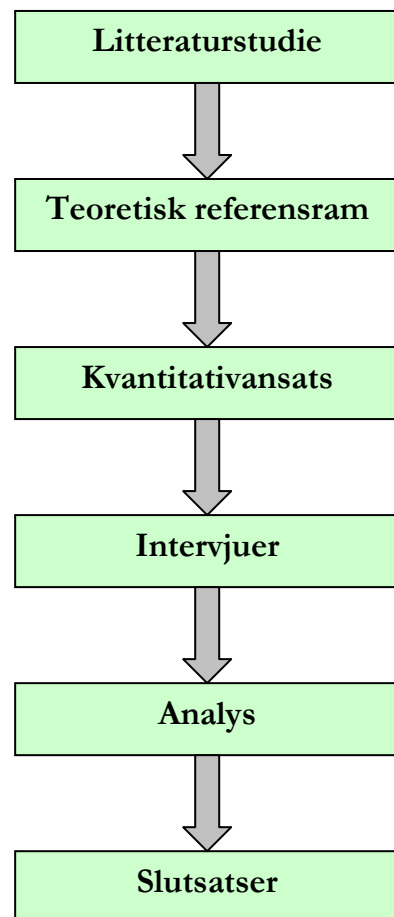 Litteraturstudie
Teoretisk referensram
Kvantitativansats
Intervjuer
Analys
Slutsatser